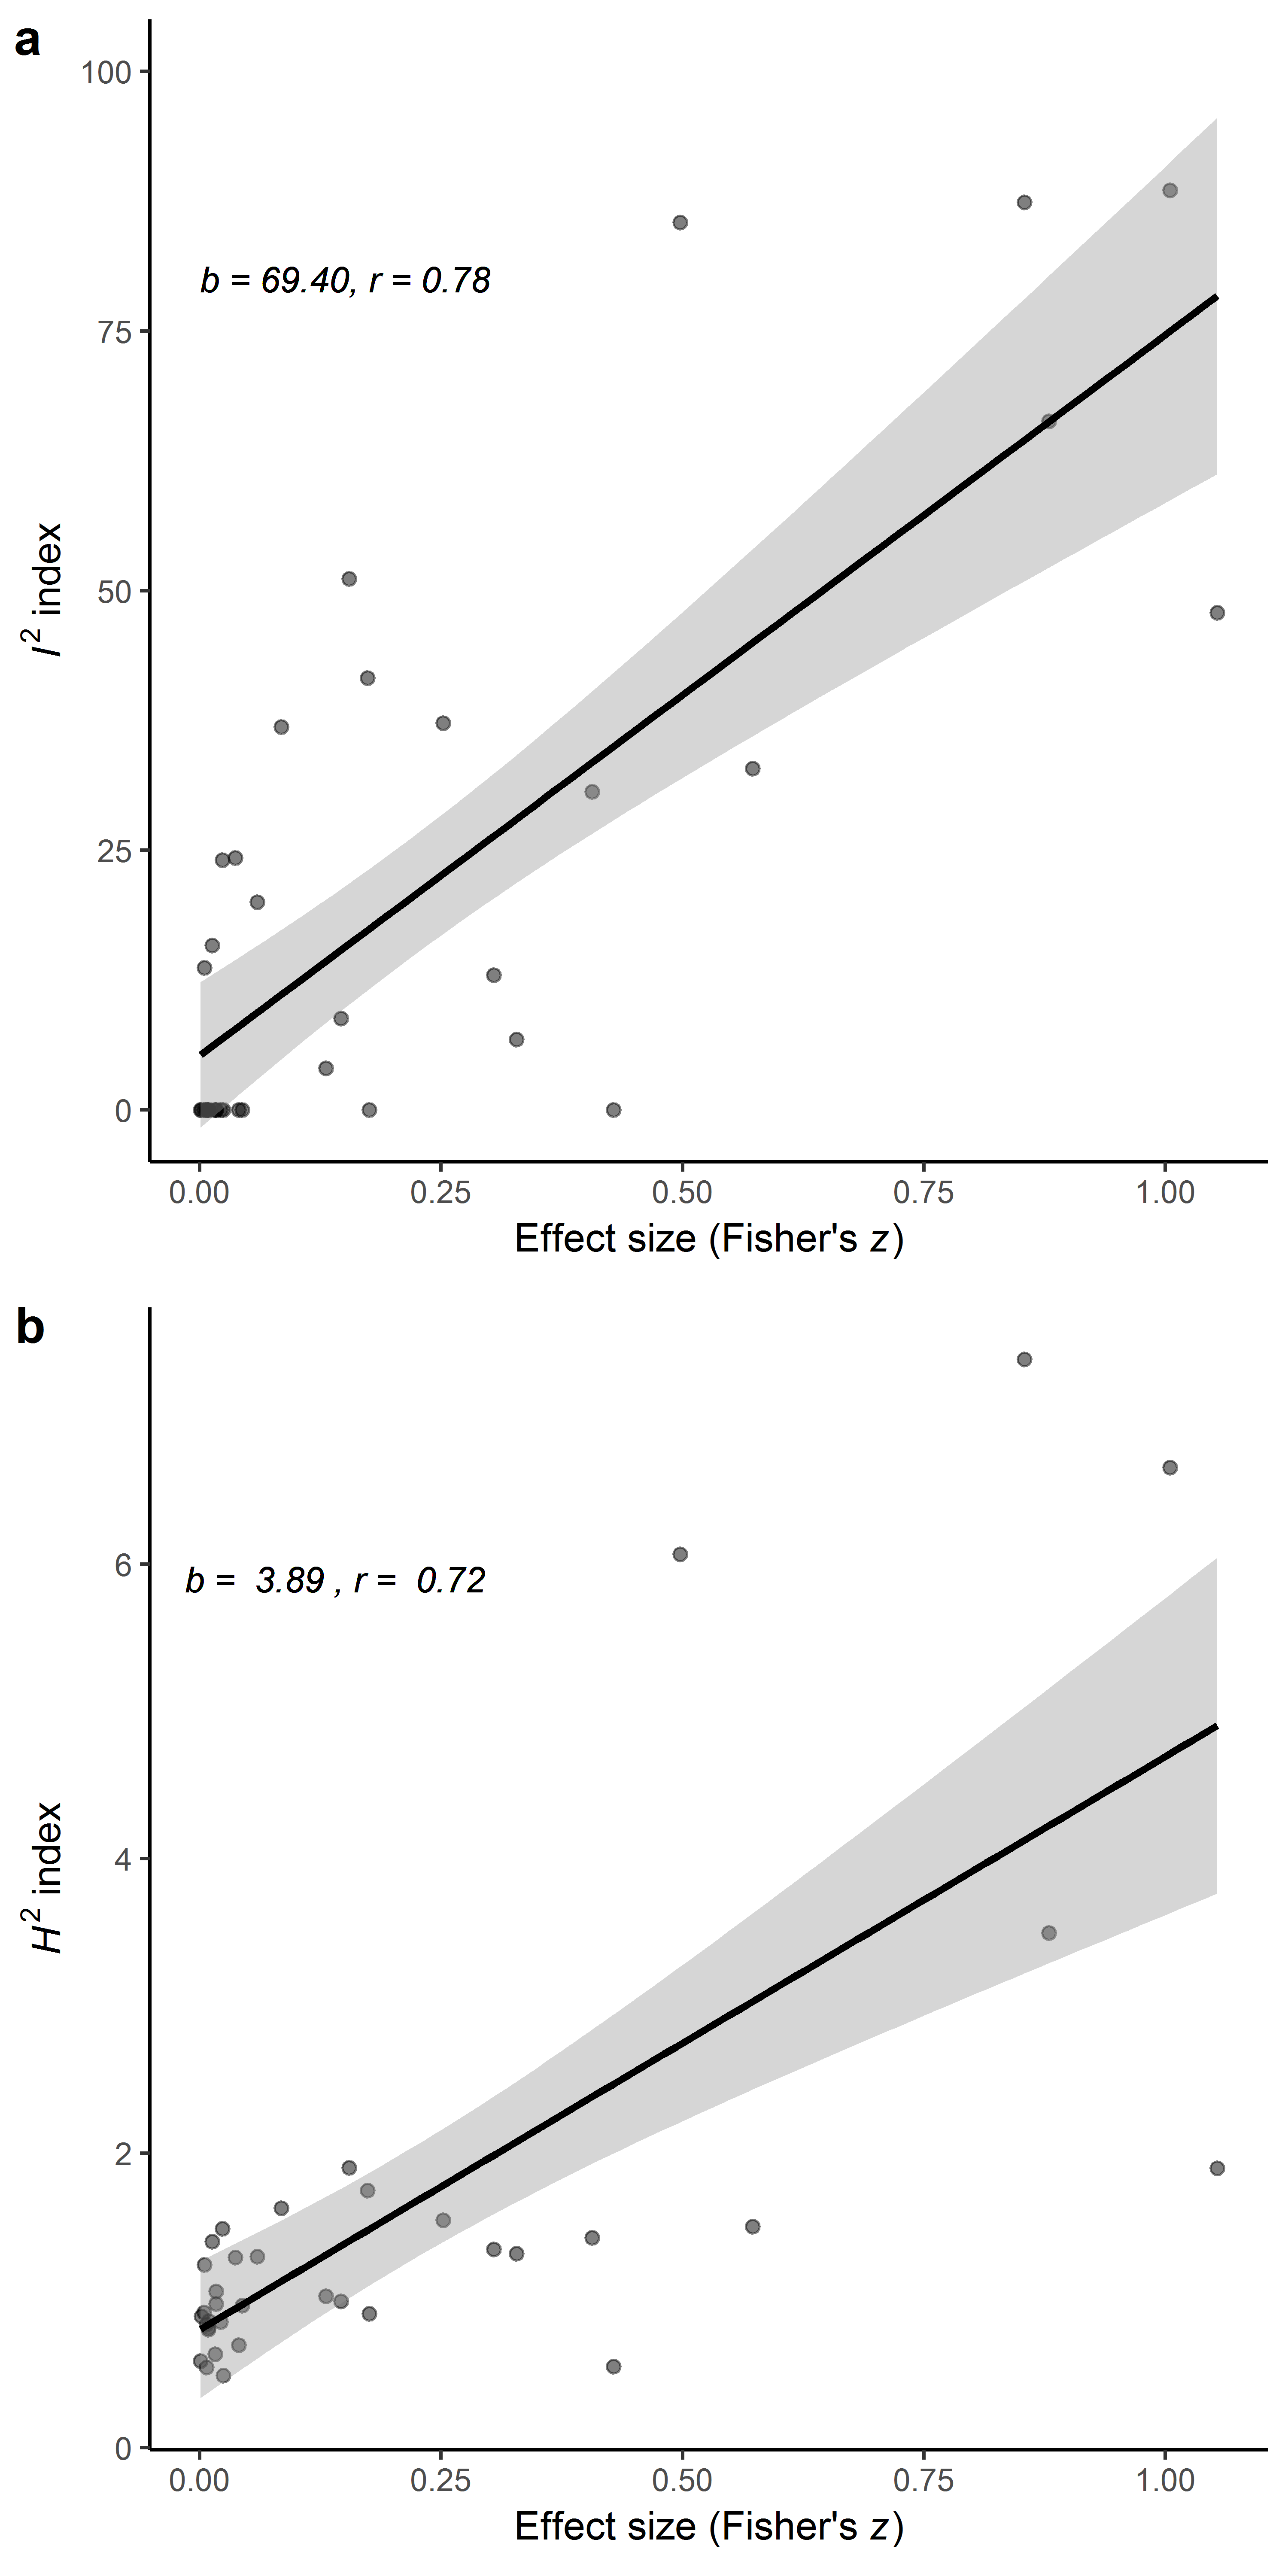 a
100
75
50
25
0
I² index
b = 69.40, r = 0.78
0.00 0.25 0.50 0.75 1.00
Effect size (Fisher's z)
b
6
4
2
0
H² index
b =  3.89 , r =  0.72
0.00 0.25 0.50 0.75 1.00
Effect size (Fisher's z)